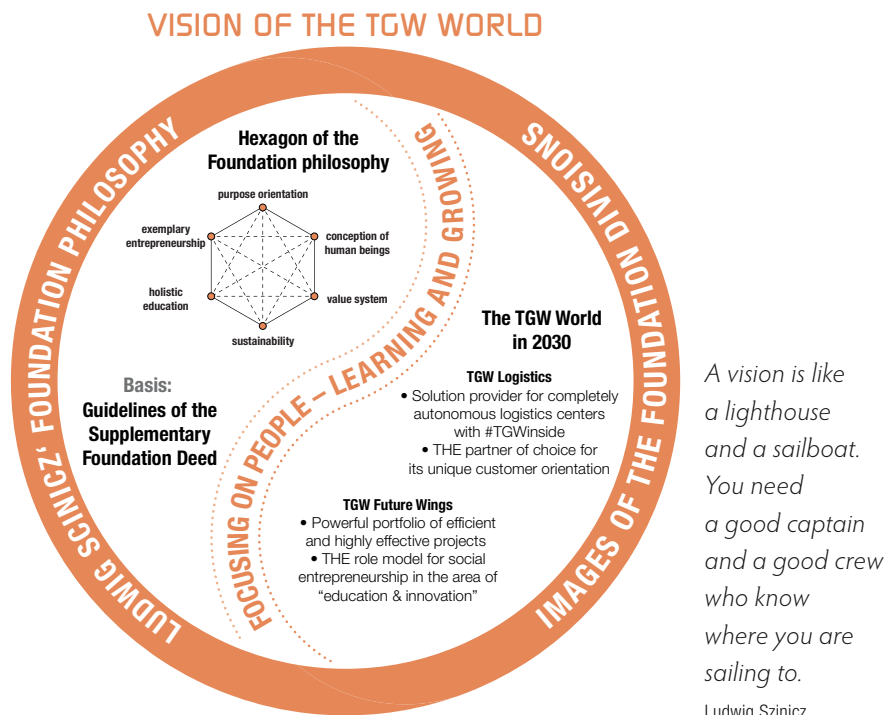 VISION OF THE TGW WORLD
LUDWIG SCINICZ' FOUNDATION PHILOSOPHY
Hexagon of the
Foundation philosophy
purpose orientation
exemplary
entrepreneurship
conception of
human beings
holistic
education
value system
sustainability
Basis:
Guidelines of the
Supplementary
Foundation Deed
FOCUSING ON PEOPLE – LEARNING AND GROWING
IMAGES OF THE FOUNDATION DIVISIONS
The TGW World
in 2030
TGW Logistics
• Solution provider for completely
autonomous logistics centers
with #TGWinside
• THE partner of choice for
its unique customer orientation
TGW Future Wings
• Powerful portfolio of efficient
and highly effective projects
• THE role model for social
entrepreneurship in the area of
“education & innovation”
A vision is like
a lighthouse
and a sailboat.
You need
a good captain
and a good crew
who know
where you are
sailing to.
Ludwig Szinicz